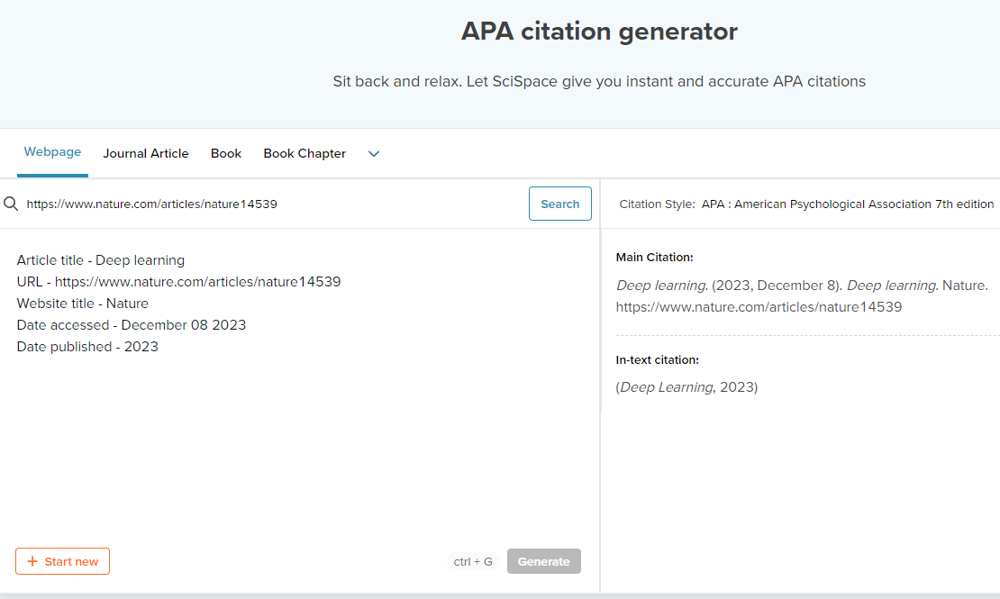 APA citation generator
Sit back and relax. Let SciSpace give you instant and accurate APA citations
Webpage Journal Article Book Book Chapter
https://www.nature.com/articles/nature14539 Search
Article title - Deep learning
URL - https://www.nature.com/articles/nature14539
Website title - Nature
Date accessed - December 08 2023
Date published - 2023
+ Start new ctrl + G Generate
Citation Style: APA : American Psychological Association 7th edition
Main Citation:
Deep learning. (2023, December 8). Deep learning. Nature.
https://www.nature.com/articles/nature14539
In-text citation:
(Deep Learning, 2023)